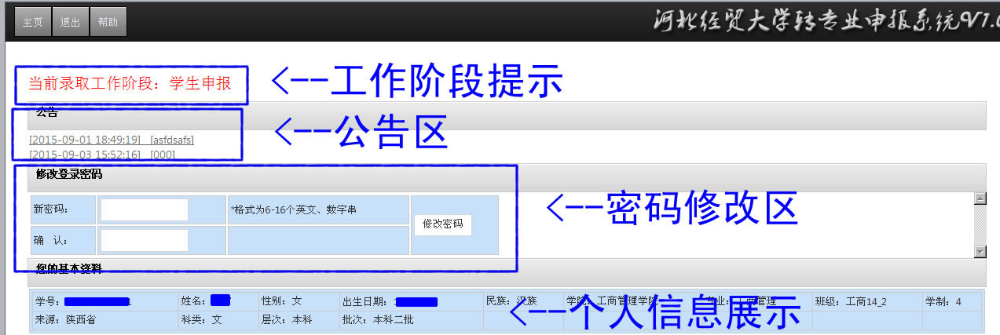 主页 退出 帮助 河北经贸大学转专业申报系统V1.0
当前录取工作阶段：学生申报 <--工作阶段提示
公告
[2015-09-01 18:49:19] [asfdsafs] <--公告区
[2015-09-03 15:52:16] [000]
修改登录密码
新密码： *格式为6-16个英文、数字串 修改密码 <--密码修改区
确 认：
您的基本资料
学号： 姓名： 性别：文 出生日期： 民族：汉族 学院：工商管理学院 专业：工商管理 班级：工商14_2 学制：4
来源：陕西省 科类：文 层次：本科 批次：本科二批 <--个人信息展示